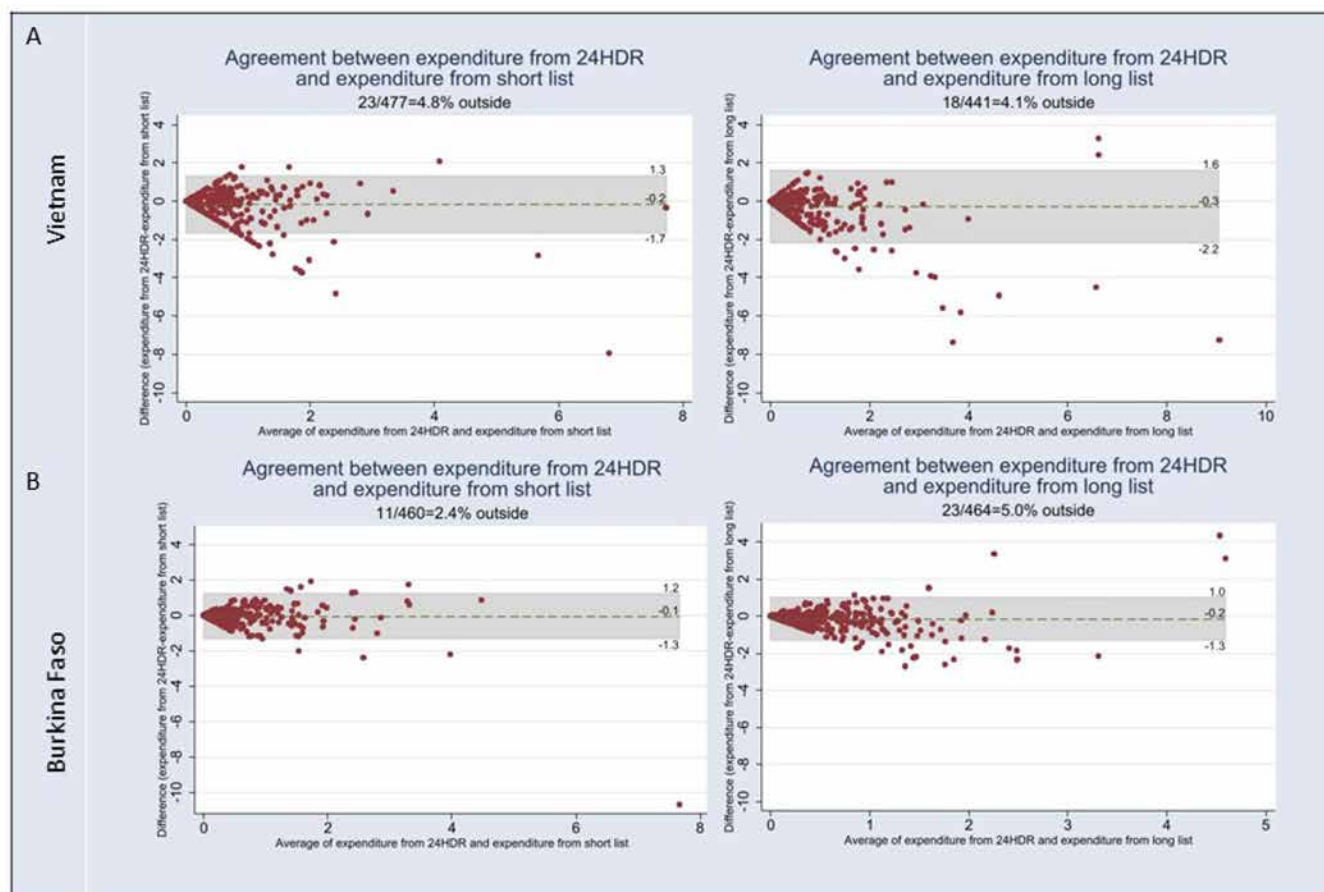 A
Vietnam
Agreement between expenditure from 24HDR
and expenditure from short list
23/477=4.8% outside
Difference (expenditure from 24HDR-expenditure from short list)
4
2
0
-2
-4
-6
-8
-10
1.3
-0.2
-1.7
0 2 4 6 8
Average of expenditure from 24HDR and expenditure from short list
Agreement between expenditure from 24HDR
and expenditure from long list
18/441=4.1% outside
Difference (expenditure from 24HDR-expenditure from long list)
4
2
0
-2
-4
-6
-8
-10
1.6
-0.3
-2.2
0 2 4 6 8 10
Average of expenditure from 24HDR and expenditure from long list
B
Burkina Faso
Agreement between expenditure from 24HDR
and expenditure from short list
11/460=2.4% outside
Difference (expenditure from 24HDR-expenditure from short list)
4
2
0
-2
-4
-6
-8
-10
1.2
-0.1
-1.3
0 2 4 6 8
Average of expenditure from 24HDR and expenditure from short list
Agreement between expenditure from 24HDR
and expenditure from long list
23/464=5.0% outside
Difference (expenditure from 24HDR-expenditure from long list)
4
2
0
-2
-4
-6
-8
-10
1.0
-0.2
-1.3
0 1 2 3 4 5
Average of expenditure from 24HDR and expenditure from long list